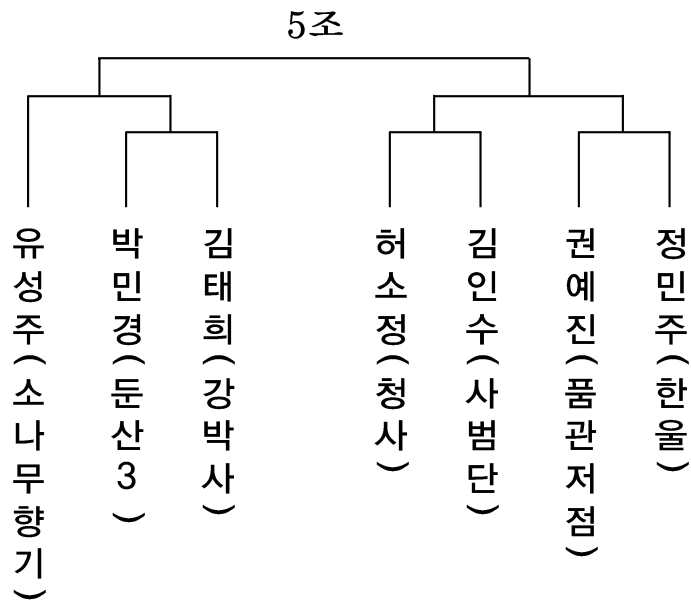 5조
유성주(소나무향기)
박민경(둔산3)
김태희(강박사)
허소정(청사)
김인수(사범단)
권예진(품관저점)
정민주(한울)